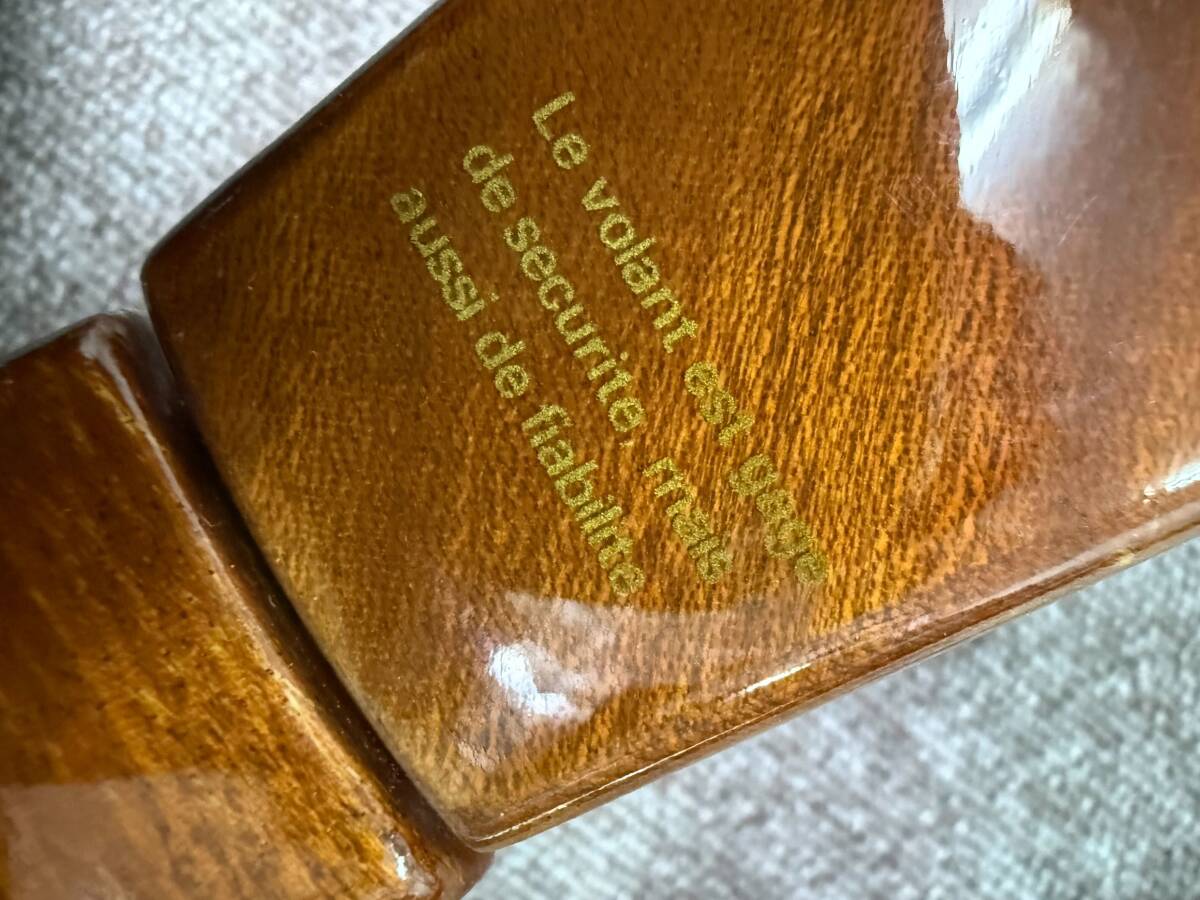 Le volant est gage
de securite, mais
aussi de fiabilite